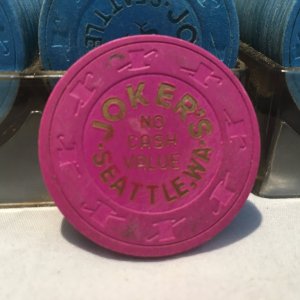 JOKER'S
NO
CASH
VALUE
SEATTLE, WA.